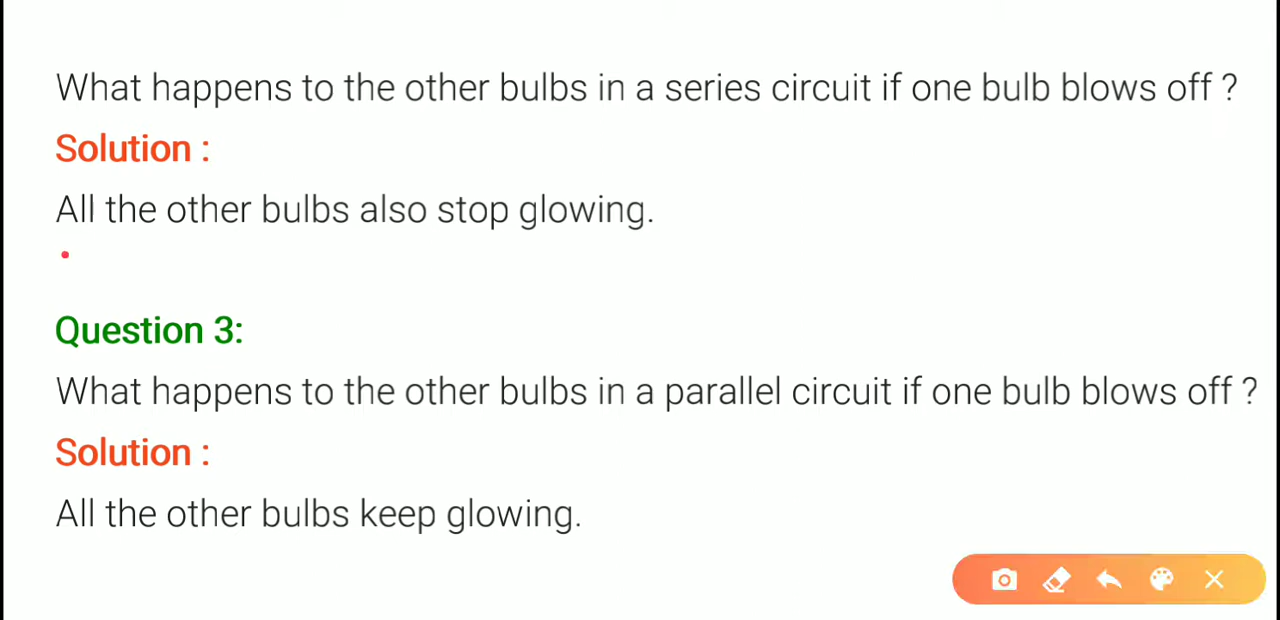 What happens to the other bulbs in a series circuit if one bulb blows off ?
Solution :
All the other bulbs also stop glowing.
Question 3:
What happens to the other bulbs in a parallel circuit if one bulb blows off ?
Solution :
All the other bulbs keep glowing.